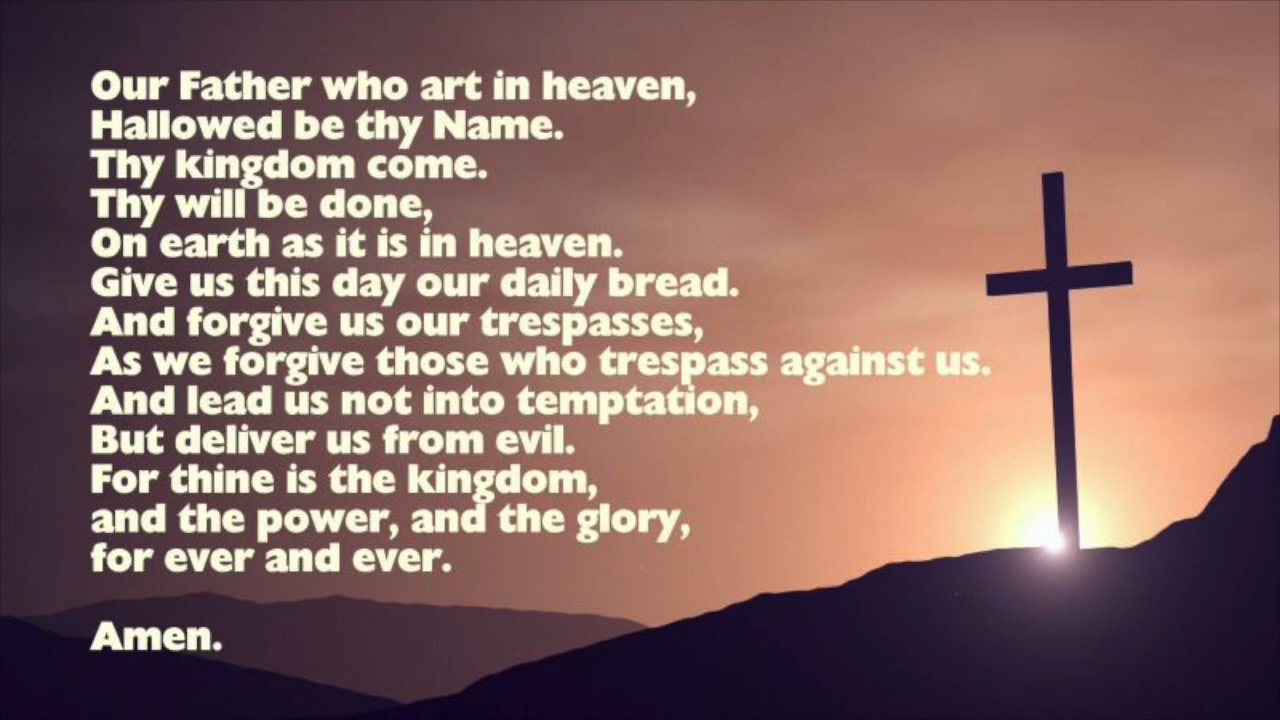 Our Father who art in heaven,
Hallowed be thy Name.
Thy kingdom come.
Thy will be done,
On earth as it is in heaven.
Give us this day our daily bread.
And forgive us our trespasses,
As we forgive those who trespass against us.
And lead us not into temptation,
But deliver us from evil.
For thine is the kingdom,
and the power, and the glory,
for ever and ever.
Amen.